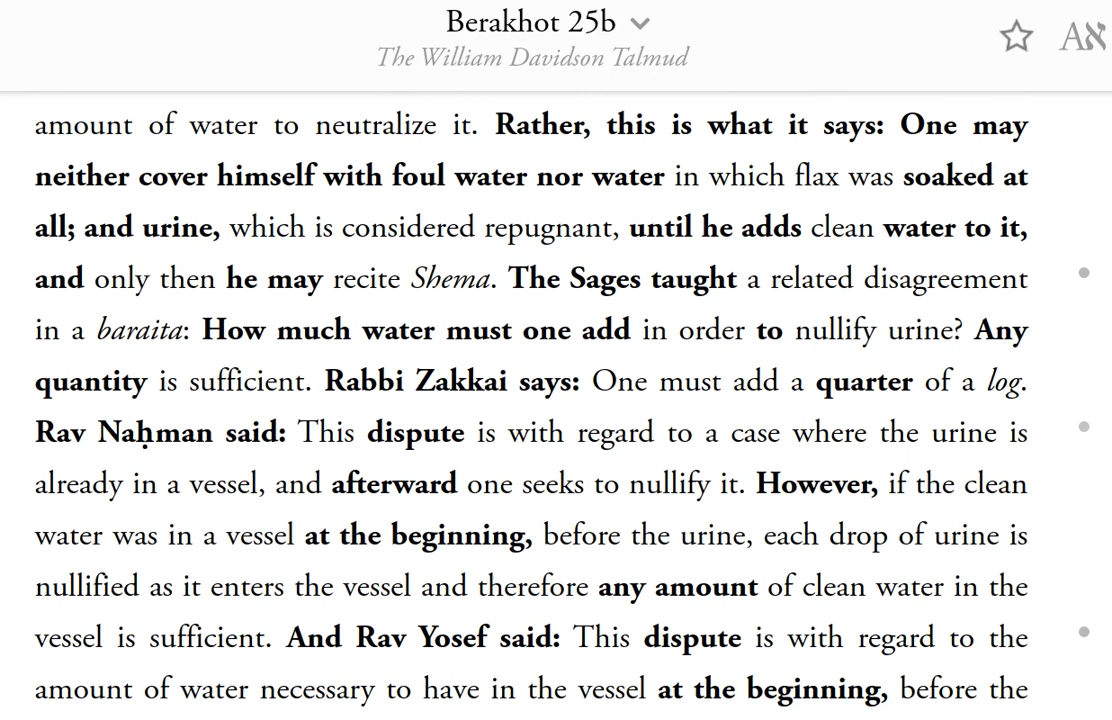 Berakhot 25b
The William Davidson Talmud
Aא
amount of water to neutralize it. Rather, this is what it says: One may
neither cover himself with foul water nor water in which flax was soaked at
all; and urine, which is considered repugnant, until he adds clean water to it,
and only then he may recite Shema. The Sages taught a related disagreement
in a baraita: How much water must one add in order to nullify urine? Any
quantity is sufficient. Rabbi Zakkai says: One must add a quarter of a log.
Rav Naḥman said: This dispute is with regard to a case where the urine is
already in a vessel, and afterward one seeks to nullify it. However, if the clean
water was in a vessel at the beginning, before the urine, each drop of urine is
nullified as it enters the vessel and therefore any amount of clean water in the
vessel is sufficient. And Rav Yosef said: This dispute is with regard to the
amount of water necessary to have in the vessel at the beginning, before the